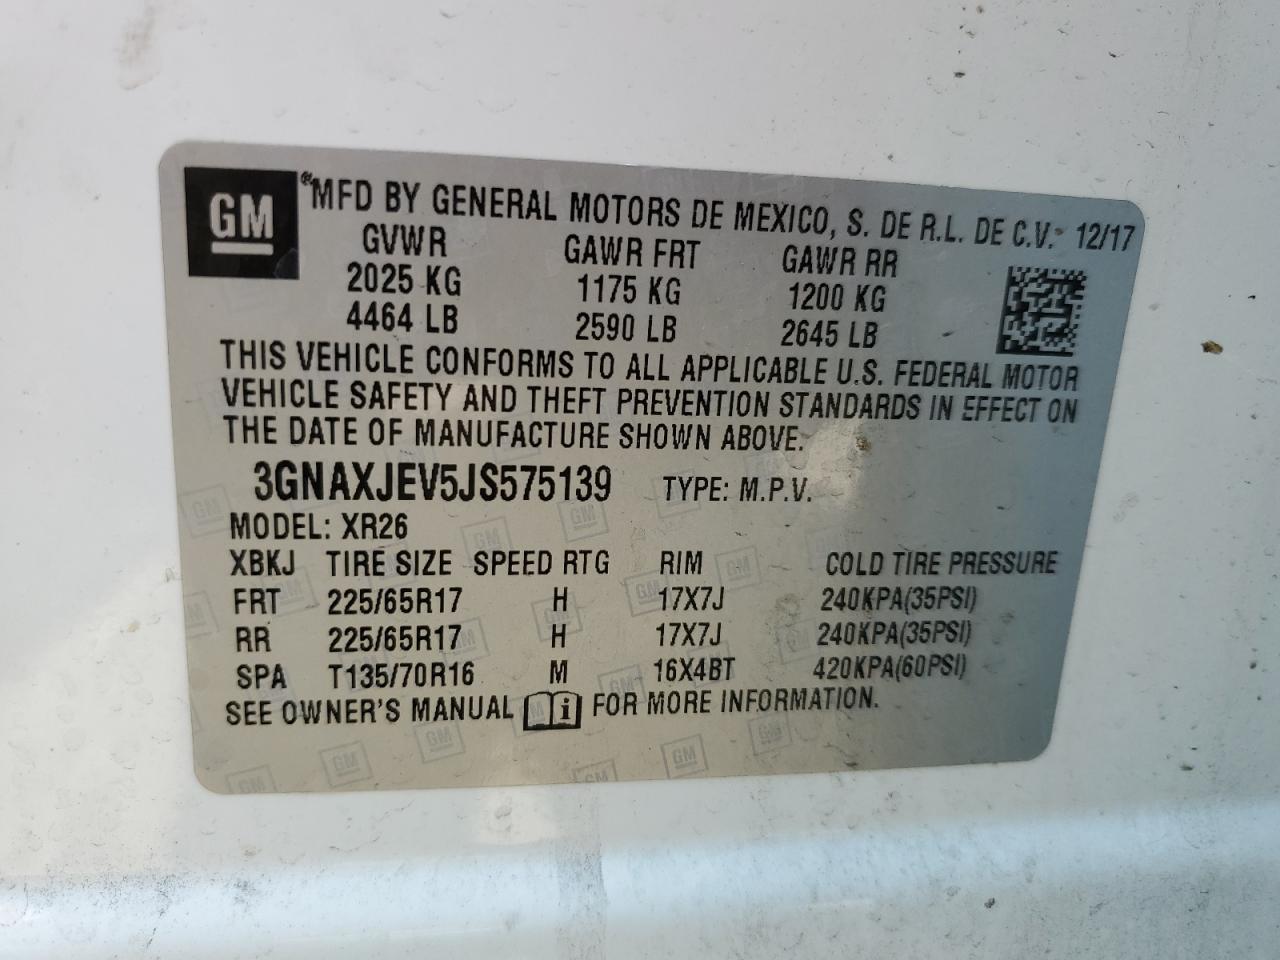 GM ®MFD BY GENERAL MOTORS DE MEXICO, S. DE R.L. DE C.V. 12/17
GVWR GAWR FRT GAWR RR
2025 KG 1175 KG 1200 KG
4464 LB 2590 LB 2645 LB
THIS VEHICLE CONFORMS TO ALL APPLICABLE U.S. FEDERAL MOTOR
VEHICLE SAFETY AND THEFT PREVENTION STANDARDS IN EFFECT ON
THE DATE OF MANUFACTURE SHOWN ABOVE.
3GNAXJEV5JS575139 TYPE: M.P.V.
MODEL: XR26
XBKJ TIRE SIZE SPEED RTG RIM COLD TIRE PRESSURE
FRT 225/65R17 H 17X7J 240KPA(35PSI)
RR 225/65R17 H 17X7J 240KPA(35PSI)
SPA T135/70R16 M 16X4BT 420KPA(60PSI)
SEE OWNER'S MANUAL i FOR MORE INFORMATION.